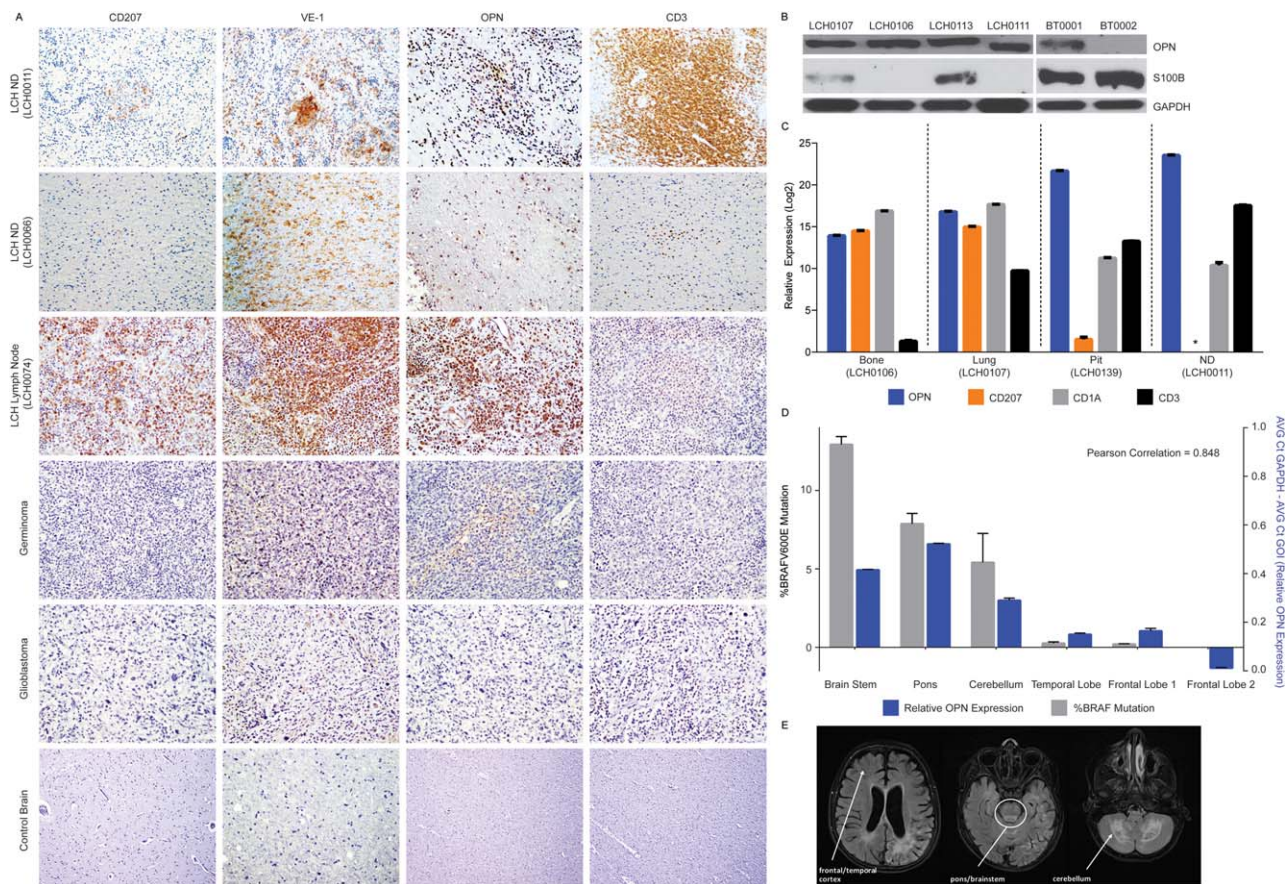 A
CD207
VE-1
OPN
CD3
LCH ND
(LCH0011)
LCH ND
(LCH0066)
LCH Lymph Node
(LCH0074)
Germinoma
Glioblastoma
Control Brain
B
LCH0107 LCH0106 LCH0113 LCH0111 BT0001 BT0002
OPN
S100B
GAPDH
C
Relative Expression (Log2)
25
20
15
10
5
0
*
Bone
(LCH0106)
Lung
(LCH0107)
Pit
(LCH0139)
ND
(LCH0011)
OPN
CD207
CD1A
CD3
D
%BRAFV600E Mutation
10
5
0
Pearson Correlation = 0.848
1.0
0.8
0.6
0.4
0.2
0.0
AVG Ct GAPDH - AVG Ct GOI (Relative OPN
Expression)
Brain Stem
Pons
Cerebellum
Temporal Lobe
Frontal Lobe 1
Frontal Lobe 2
Relative OPN Expression
%BRAF Mutation
E
frontal/temporal
cortex
pons/brainstem
cerebellum